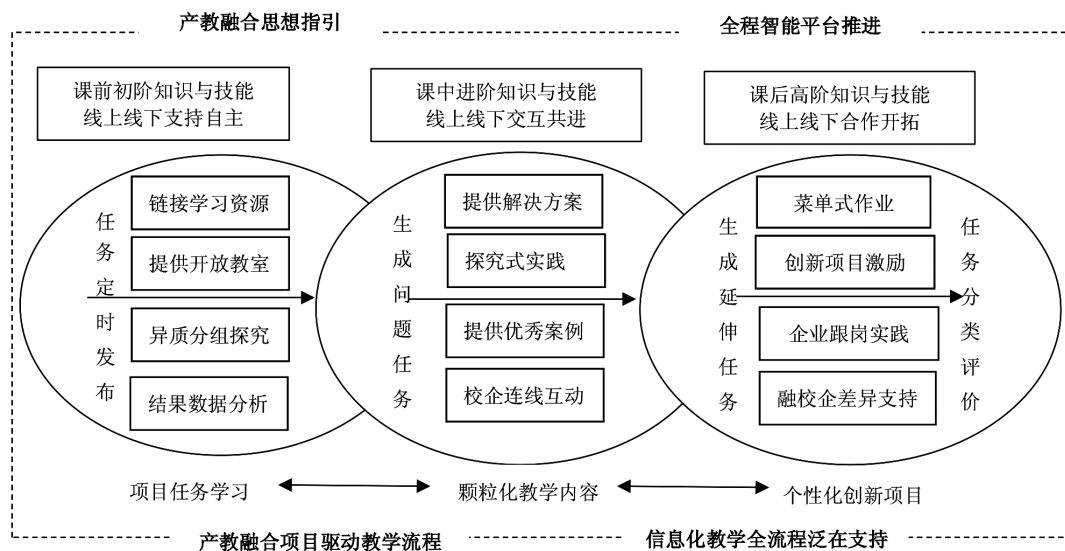 产教融合思想指引
全程智能平台推进
课前初阶知识与技能
线上线下支持自主
课中进阶知识与技能
线上线下交互共进
课后高阶知识与技能
线上线下合作开拓
任务定时发布
链接学习资源
提供开放教室
异质分组探究
结果数据分析
生成问题任务
提供解决方案
探究式实践
提供优秀案例
校企连线互动
生成延伸任务
菜单式作业
创新项目激励
企业跟岗实践
融校企差异支持
任务分类评价
项目任务学习
颗粒化教学内容
个性化创新项目
产教融合项目驱动教学流程
信息化教学全流程泛在支持